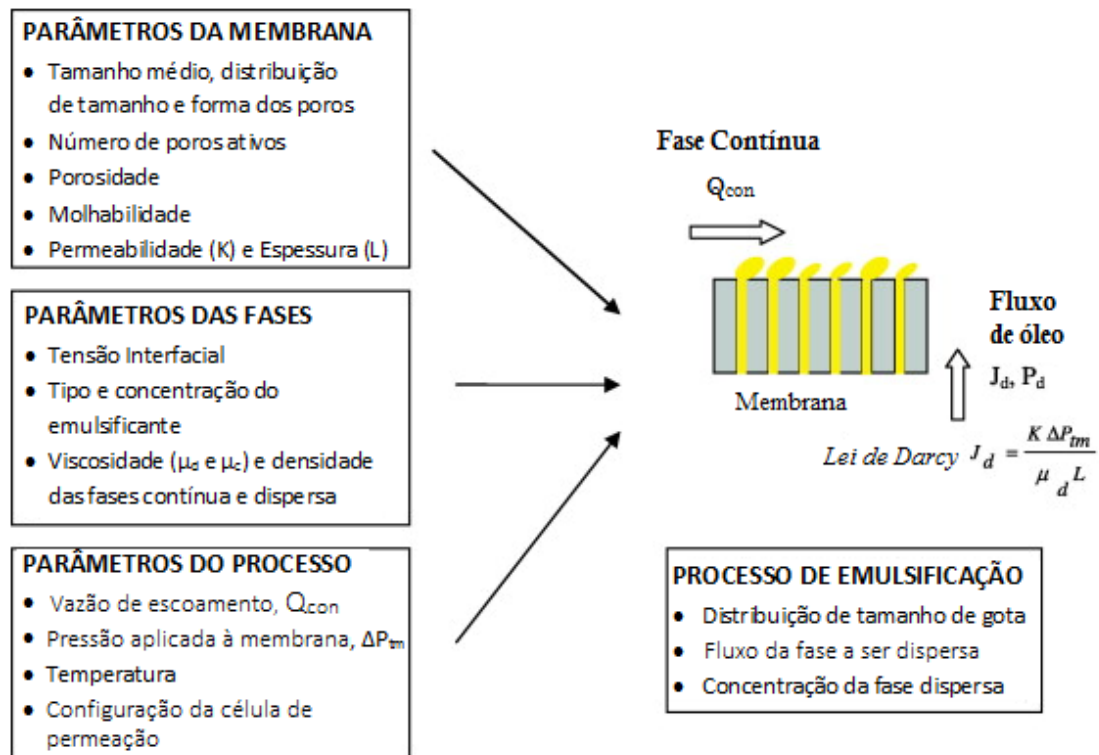 PARÂMETROS DA MEMBRANA
• Tamanho médio, distribuição
de tamanho e forma dos poros
• Número de poros ativos
• Porosidade
• Molhabilidade
• Permeabilidade (K) e Espessura (L)
PARÂMETROS DAS FASES
• Tensão Interfacial
• Tipo e concentração do
emulsificante
• Viscosidade (μd e μc) e densidade
das fases contínua e dispersa
PARÂMETROS DO PROCESSO
• Vazão de escoamento, Qcon
• Pressão aplicada à membrana, ΔPtm
• Temperatura
• Configuração da célula de
permeação
Fase Contínua
Qcon
Membrana
Fluxo
de óleo
Jd, Pd
Lei de Darcy J d = K ΔPtm / μ d L
PROCESSO DE EMULSIFICAÇÃO
• Distribuição de tamanho de gota
• Fluxo da fase a ser dispersa
• Concentração da fase dispersa